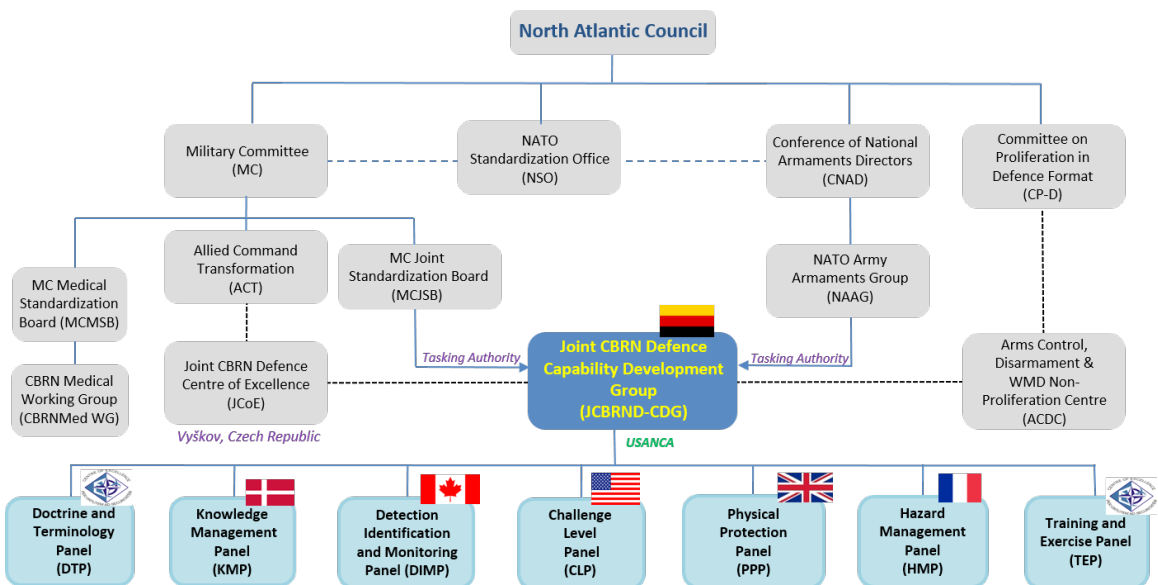 North Atlantic Council
Military Committee
(MC)
NATO
Standardization Office
(NSO)
Conference of National
Armaments Directors
(CNAD)
Committee on
Proliferation in
Defence Format
(CP-D)
MC Medical
Standardization
Board (MCMSB)
Allied Command
Transformation
(ACT)
MC Joint
Standardization Board
(MCJSB)
NATO Army
Armaments Group
(NAAG)
CBRN Medical
Working Group
(CBRNMed WG)
Joint CBRN Defence
Centre of Excellence
(JCoE)
Vyškov, Czech Republic
Tasking Authority
Joint CBRN Defence
Capability Development
Group
(JCBRND-CDG)
Tasking Authority
Arms Control,
Disarmament &
WMD Non-
Proliferation Centre
(ACDC)
USANCA
Doctrine and
Terminology
Panel
(DTP)
Knowledge
Management
Panel
(KMP)
Detection
Identification
and Monitoring
Panel (DIMP)
Challenge
Level
Panel
(CLP)
Physical
Protection
Panel
(PPP)
Hazard
Management
Panel
(HMP)
Training and
Exercise Panel
(TEP)